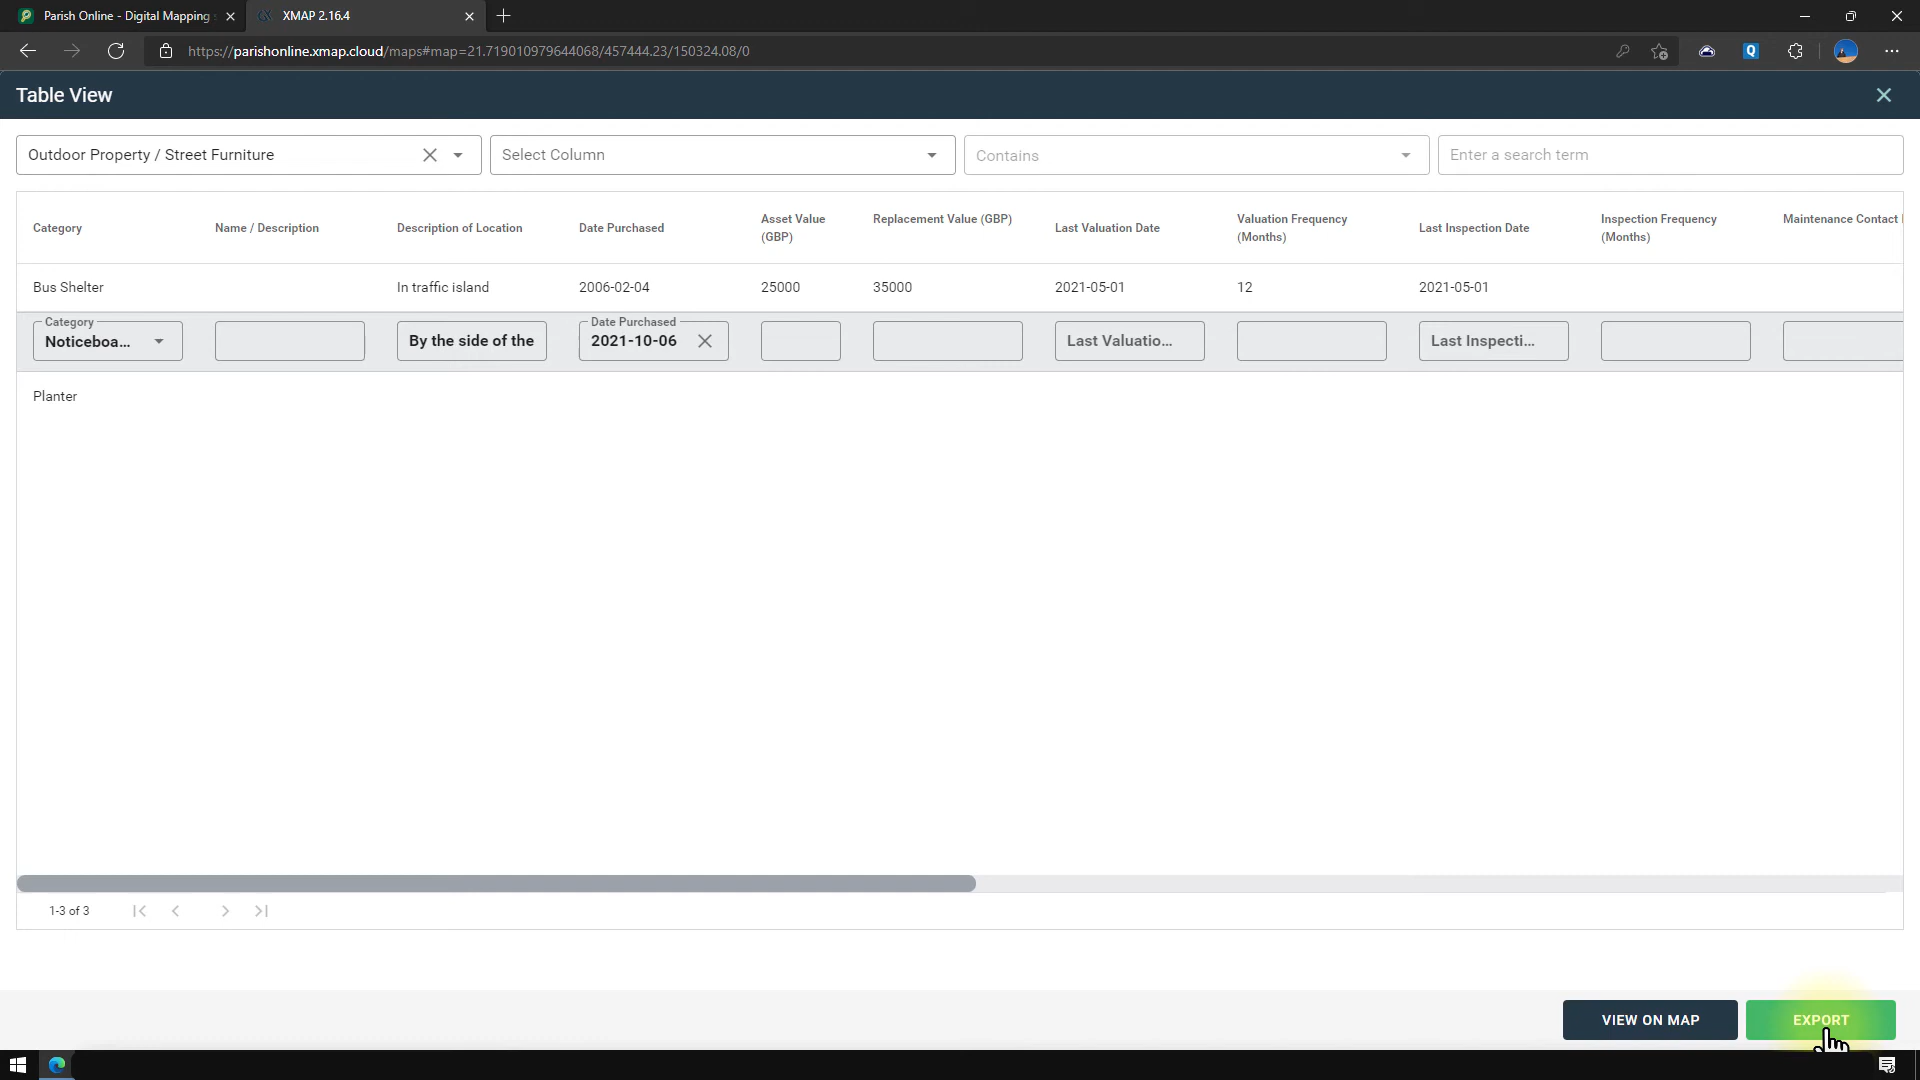 Parish Online - Digital Mapping
XMAP 2.16.4
https://parishonline.xmap.cloud/maps#map=21.719010979644068/457444.23/150324.08/0
Q
Table View
Outdoor Property / Street Furniture
Select Column
Contains
Enter a search term
Category
Name / Description
Description of Location
Date Purchased
Asset Value
(GBP)
Replacement Value (GBP)
Last Valuation Date
Valuation Frequency
(Months)
Last Inspection Date
Inspection Frequency
(Months)
Maintenance Contact
Bus Shelter
In traffic island
2006-02-04
25000
35000
2021-05-01
12
2021-05-01
Category
Noticeboa...
By the side of the
Date Purchased
2021-10-06
Last Valuatio...
Last Inspecti...
Planter
1-3 of 3
VIEW ON MAP
EXPORT